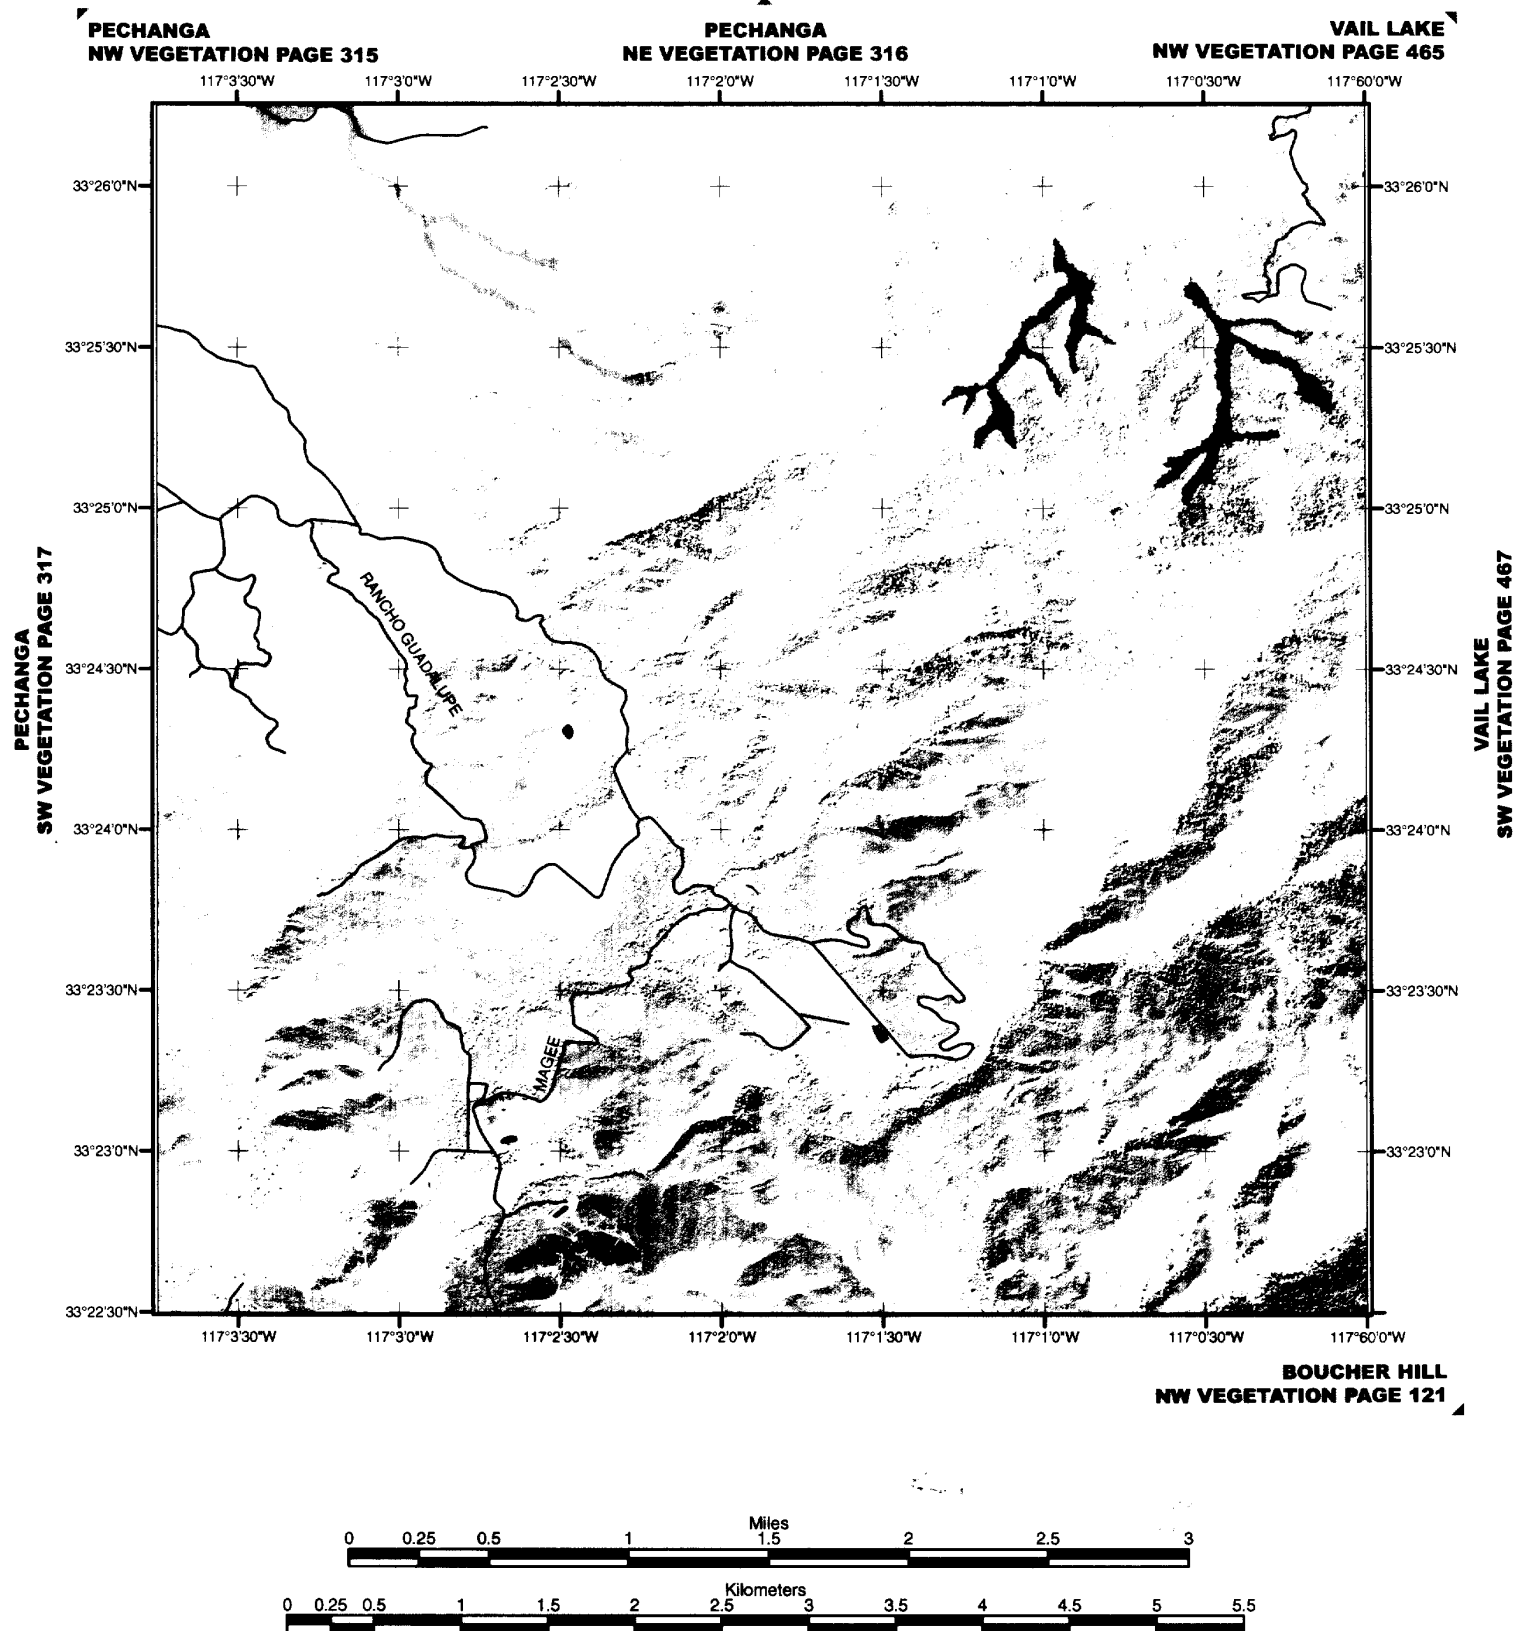 PECHANGA
NW VEGETATION PAGE 315
PECHANGA
NE VEGETATION PAGE 316
VAIL LAKE
NW VEGETATION PAGE 465
117°3'30"W 117°3'0"W 117°2'30"W 117°2'0"W 117°1'30"W 117°1'0"W 117°0'30"W 117°60'0"W
33°26'0"N 33°26'0"N
33°25'30"N 33°25'30"N
33°25'0"N 33°25'0"N
PECHANGA
SW VEGETATION PAGE 317
RANCHO GUADALUPE
VAIL LAKE
SW VEGETATION PAGE 467
33°24'30"N 33°24'30"N
33°24'0"N 33°24'0"N
33°23'30"N 33°23'30"N
MAGEE
33°23'0"N 33°23'0"N
33°22'30"N
117°3'30"W 117°3'0"W 117°2'30"W 117°2'0"W 117°1'30"W 117°1'0"W 117°0'30"W 117°60'0"W
BOUCHER HILL
NW VEGETATION PAGE 121
Miles
0 0.25 0.5 1 1.5 2 2.5 3
Kilometers
0 0.25 0.5 1 1.5 2 2.5 3 3.5 4 4.5 5 5.5